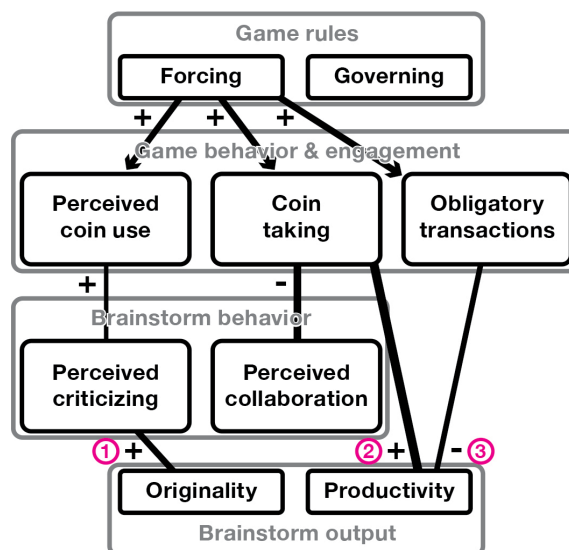 Game rules
Forcing
Governing
+
+
+
Game behavior & engagement
Perceived
coin use
Coin
taking
Obligatory
transactions
+
-
Brainstorm behavior
Perceived
criticizing
Perceived
collaboration
1 +
2 +
- 3
Originality
Productivity
Brainstorm output